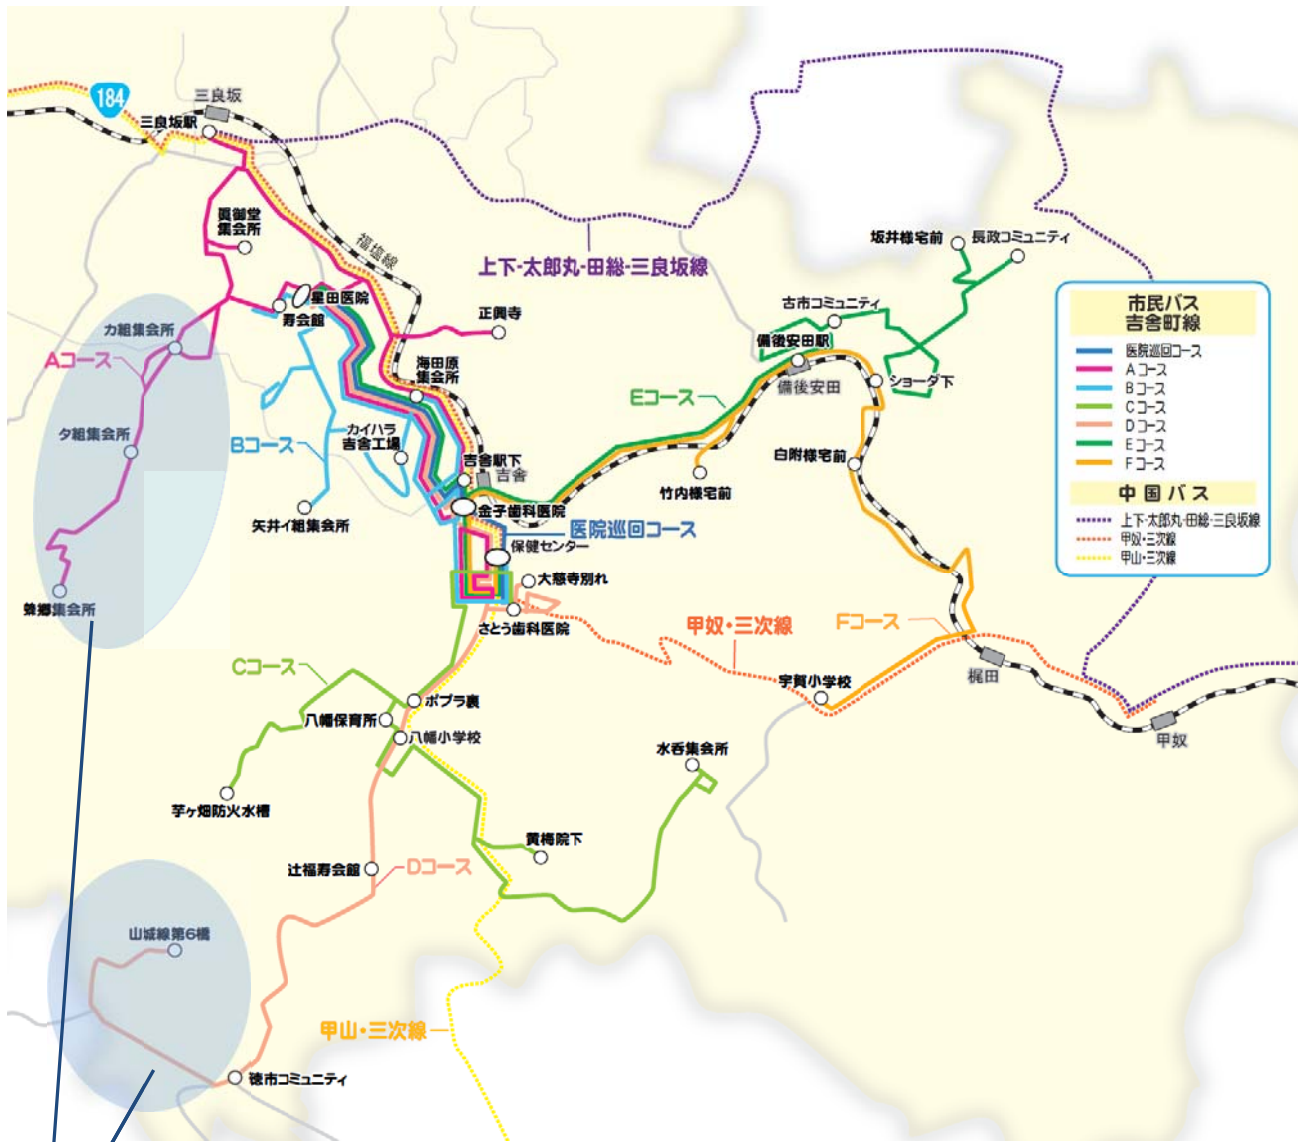 184
三良坂
三良坂駅
眞御堂
集会所
福塩線
上下-太郎丸-田総-三良坂線
坂井様宅前
長政コミュニティ
星田医院
寿会館
正興寺
古市コミュニティ
市民バス
吉舎町線
医院巡回コース
Aコース
Bコース
Cコース
Dコース
Eコース
Fコース
中国バス
上下-太郎丸-田総-三良坂線
甲奴・三次線
甲山・三次線
カ組集会所
Aコース
海田原
集会所
備後安田駅
備後安田
ショーダ下
Eコース
タ組集会所
Bコース
カイハラ
吉舎工場
吉舎駅下
吉舎
竹内様宅前
白附様宅前
矢井イ組集会所
金子歯科医院
医院巡回コース
保健センター
大慈寺別れ
郷集会所
さとう歯科医院
甲奴・三次線
Fコース
Cコース
宇賀小学校
梶田
ポプラ裏
八幡保育所
八幡小学校
甲奴
水呑集会所
芋ヶ畑防火水槽
黄梅院下
辻福寿会館
Dコース
山城線第6橋
甲山・三次線
徳市コミュニティ